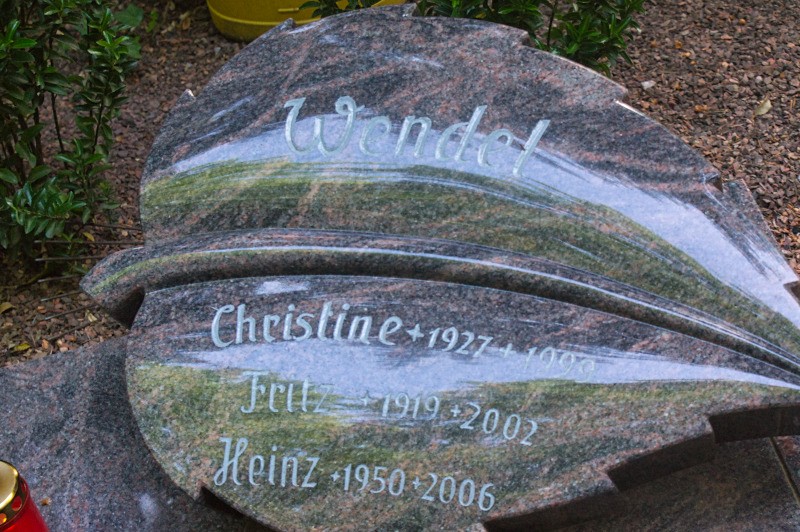 Wendel
Christine +1927 +1999
Fritz +1919 +2002
Heinz +1950 +2006